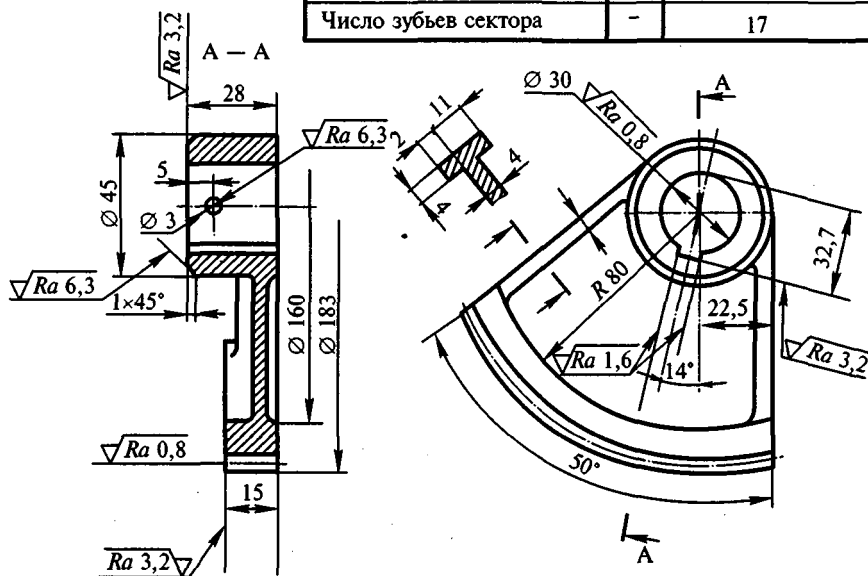 Число зубьев сектора - 17
Ra 3,2
А – А
28
Ra 6,3
5
Ø 45
Ø 3
Ra 6,3
1×45°
Ø 160
Ø 183
Ra 0,8
15
Ra 3,2
2
11
4
4
Ø 30
Ra 0,8
А
32,7
R 80
22,5
Ra 1,6
14°
Ra 3,2
50°
А